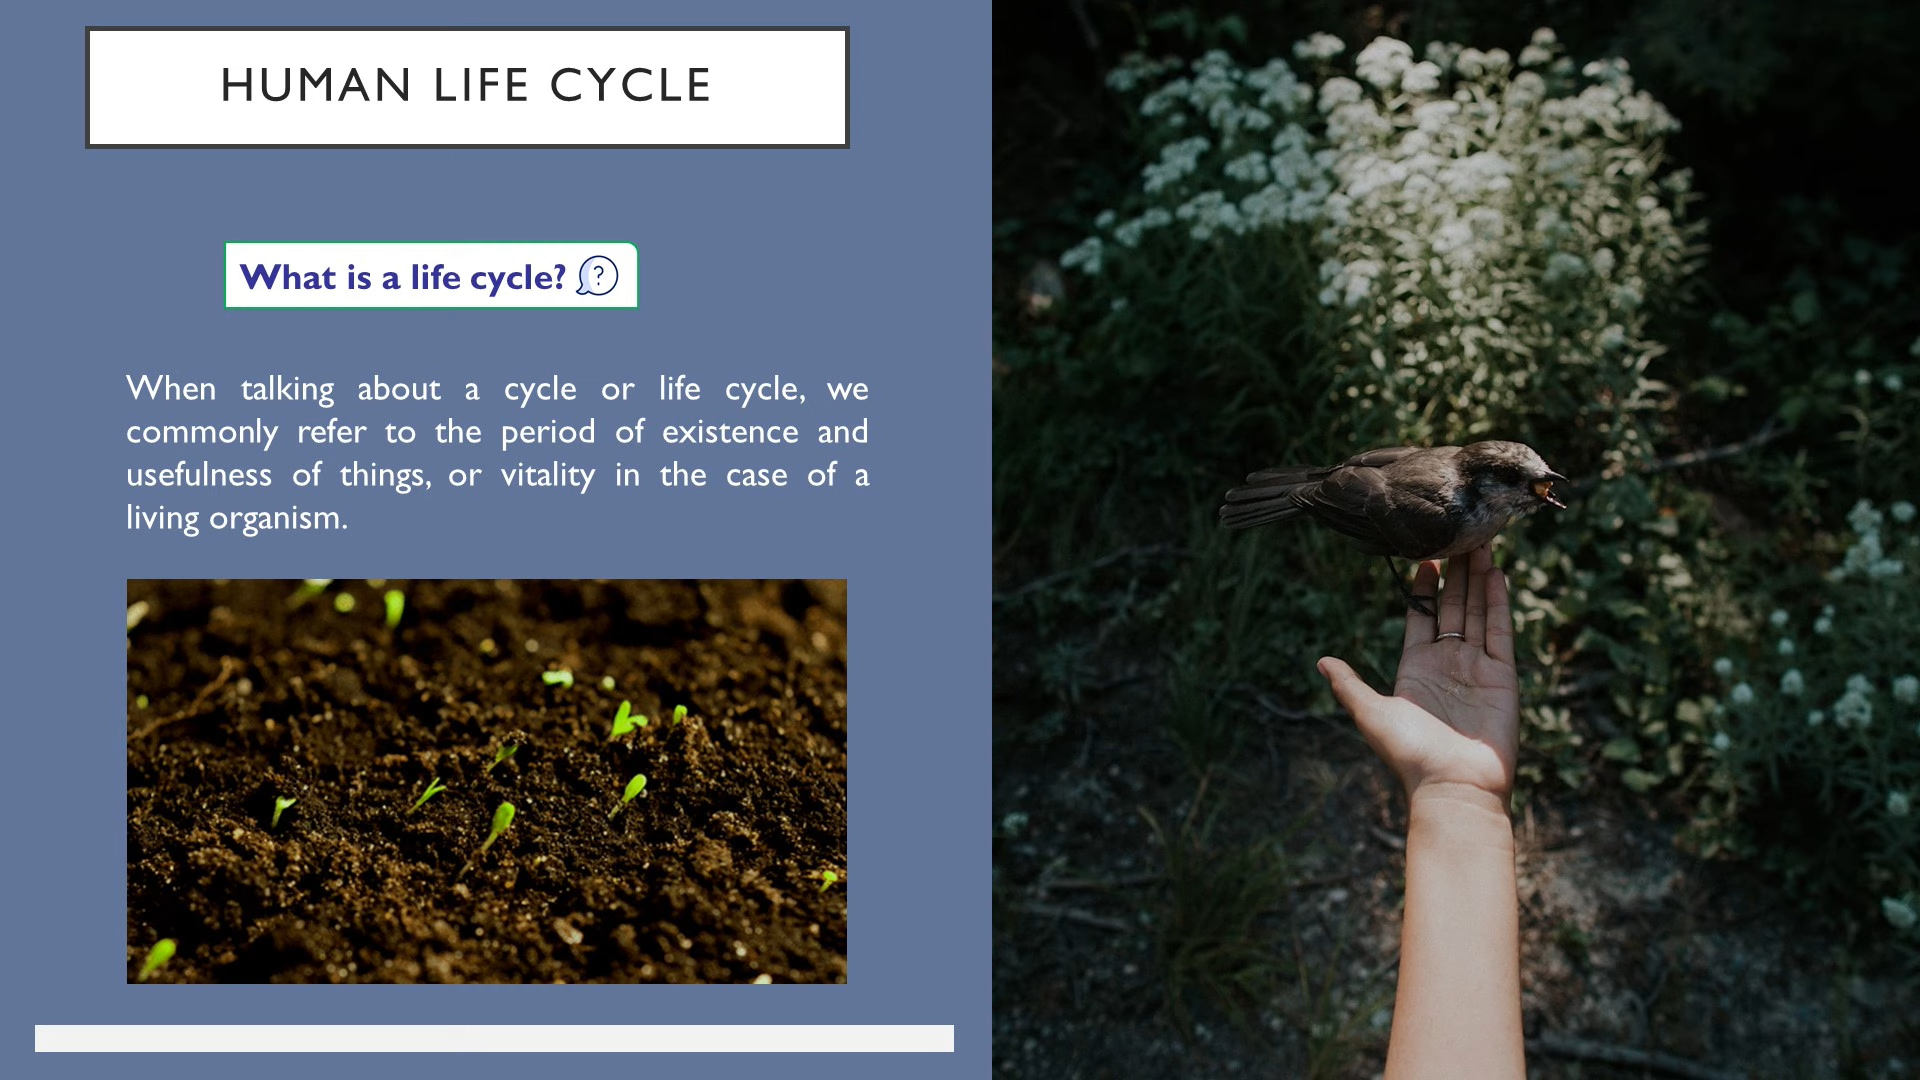 HUMAN LIFE CYCLE
What is a life cycle?
When talking about a cycle or life cycle, we
commonly refer to the period of existence and
usefulness of things, or vitality in the case of a
living organism.